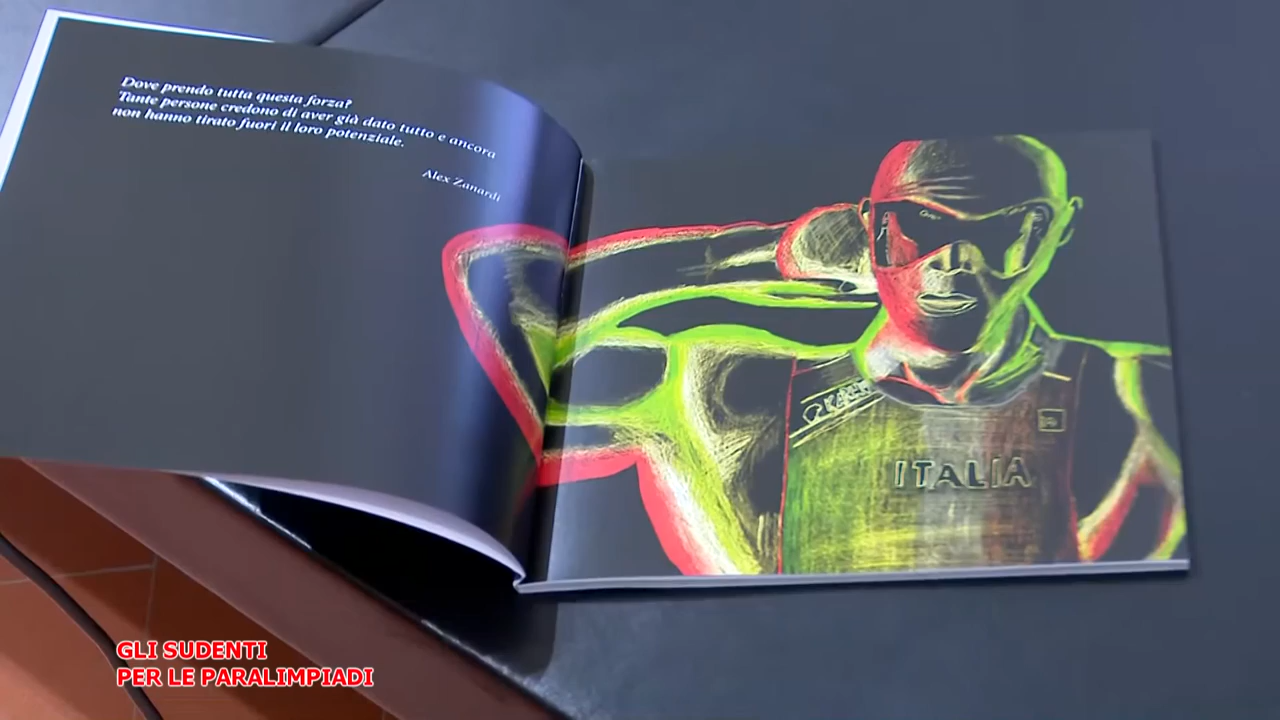 Dove prendo tutta questa forza?
Tante persone credono di aver già dato tutto e ancora
non hanno tirato fuori il loro potenziale.
Alex Zanardi
ITALIA
GLI SUDENTI
PER LE PARALIMPIADI